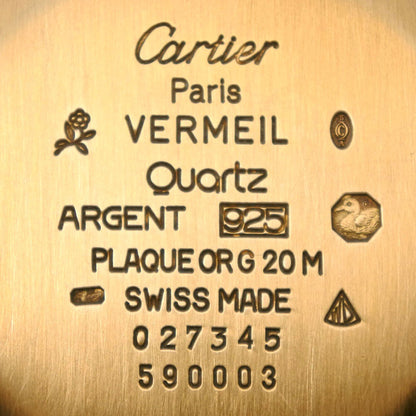 Cartier
Paris
VERMEIL
Quartz
ARGENT 925
PLAQUE OR G 20 M
SWISS MADE
027345
590003